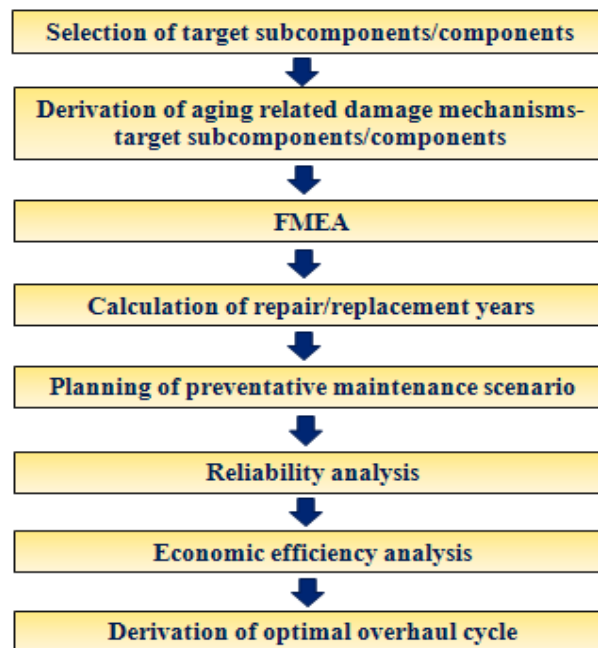 Selection of target subcomponents/components
Derivation of aging related damage mechanisms-
target subcomponents/components
FMEA
Calculation of repair/replacement years
Planning of preventative maintenance scenario
Reliability analysis
Economic efficiency analysis
Derivation of optimal overhaul cycle